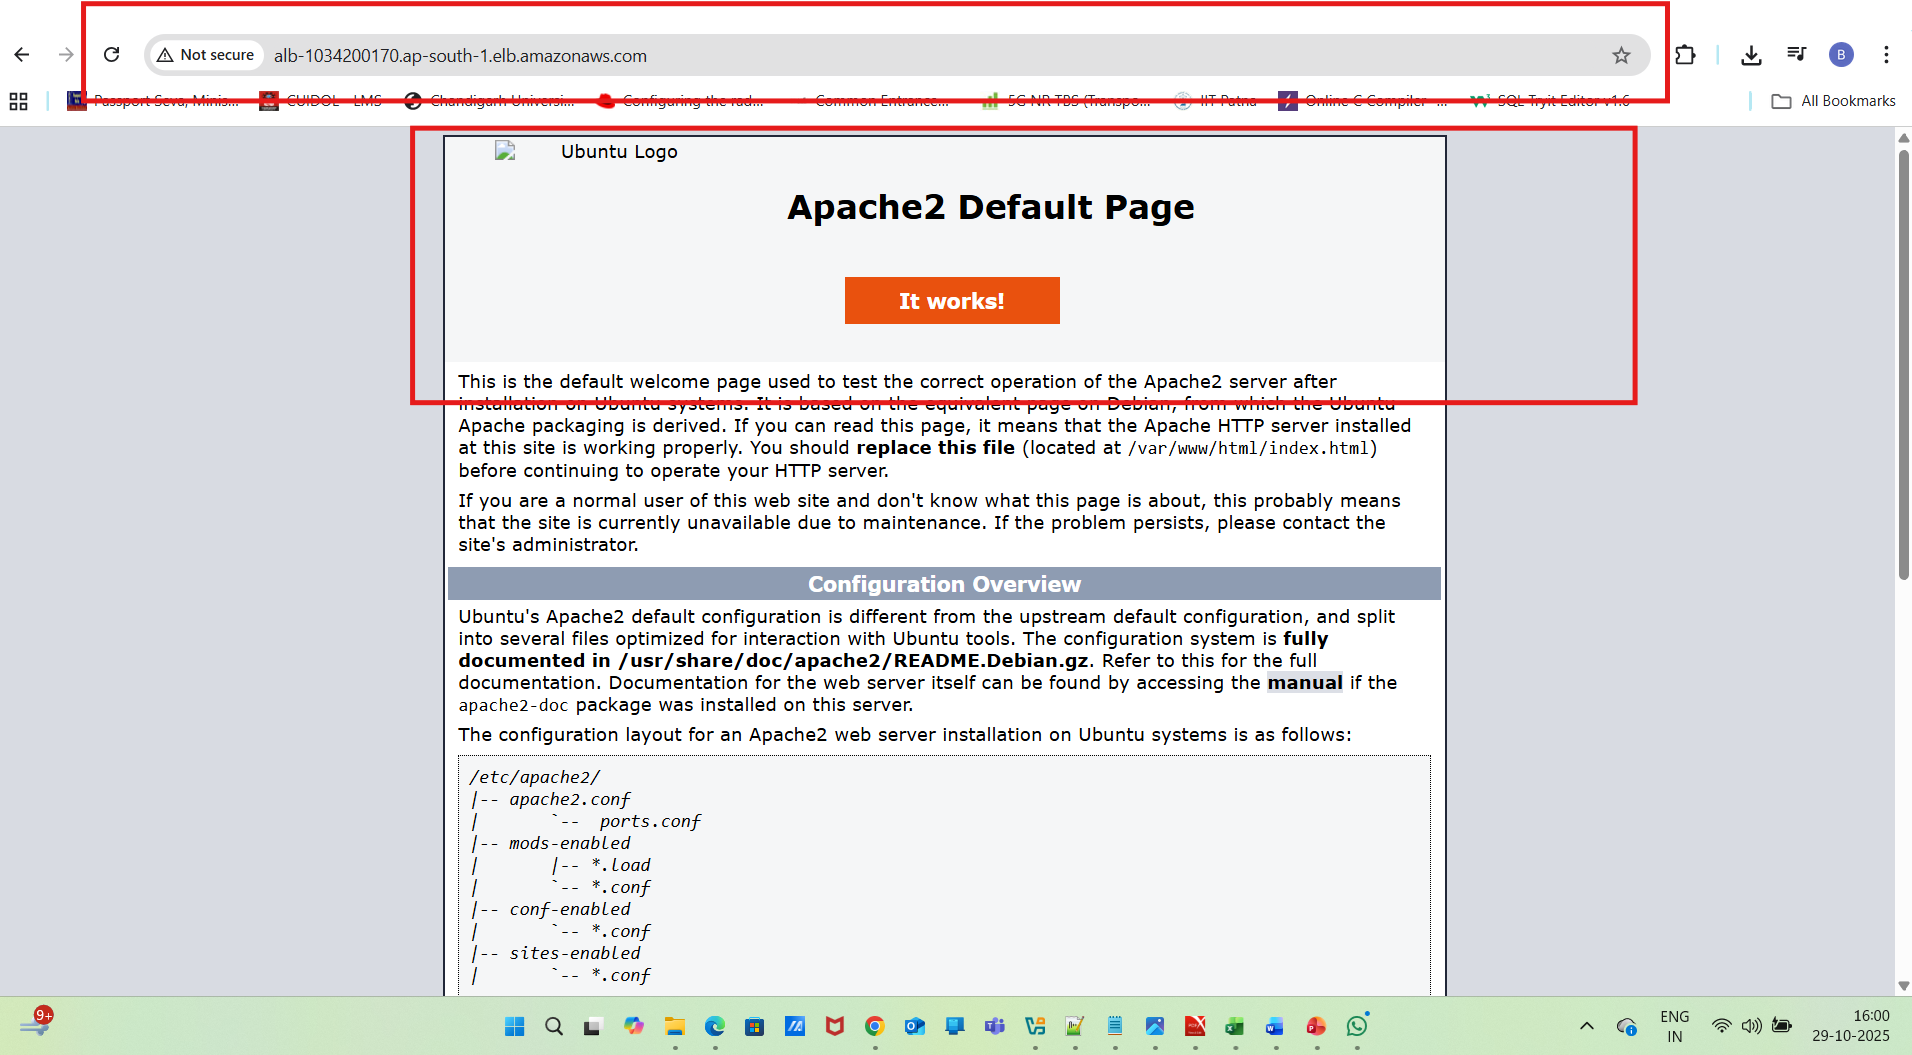 Not secure alb-1034200170.ap-south-1.elb.amazonaws.com B
Passport Seva, Minis... CUIDOL - LMS Chandigarh Universi... Configuring the rad... Common Entrance... 5G NR TBS (Transpo... IIT Patna Online C Compiler -... SQL Tryit Editor v1.6 All Bookmarks
Ubuntu Logo
Apache2 Default Page
It works!
This is the default welcome page used to test the correct operation of the Apache2 server after
installation on Ubuntu systems. It is based on the equivalent page on Debian, from which the Ubuntu
Apache packaging is derived. If you can read this page, it means that the Apache HTTP server installed
at this site is working properly. You should replace this file (located at /var/www/html/index.html)
before continuing to operate your HTTP server.
If you are a normal user of this web site and don't know what this page is about, this probably means
that the site is currently unavailable due to maintenance. If the problem persists, please contact the
site's administrator.
Configuration Overview
Ubuntu's Apache2 default configuration is different from the upstream default configuration, and split
into several files optimized for interaction with Ubuntu tools. The configuration system is fully
documented in /usr/share/doc/apache2/README.Debian.gz. Refer to this for the full
documentation. Documentation for the web server itself can be found by accessing the manual if the
apache2-doc package was installed on this server.
The configuration layout for an Apache2 web server installation on Ubuntu systems is as follows:
/etc/apache2/
|-- apache2.conf
|       `--  ports.conf
|-- mods-enabled
|       |-- *.load
|       `-- *.conf
|-- conf-enabled
|       `-- *.conf
|-- sites-enabled
|       `-- *.conf
9+
ENG
IN
16:00
29-10-2025